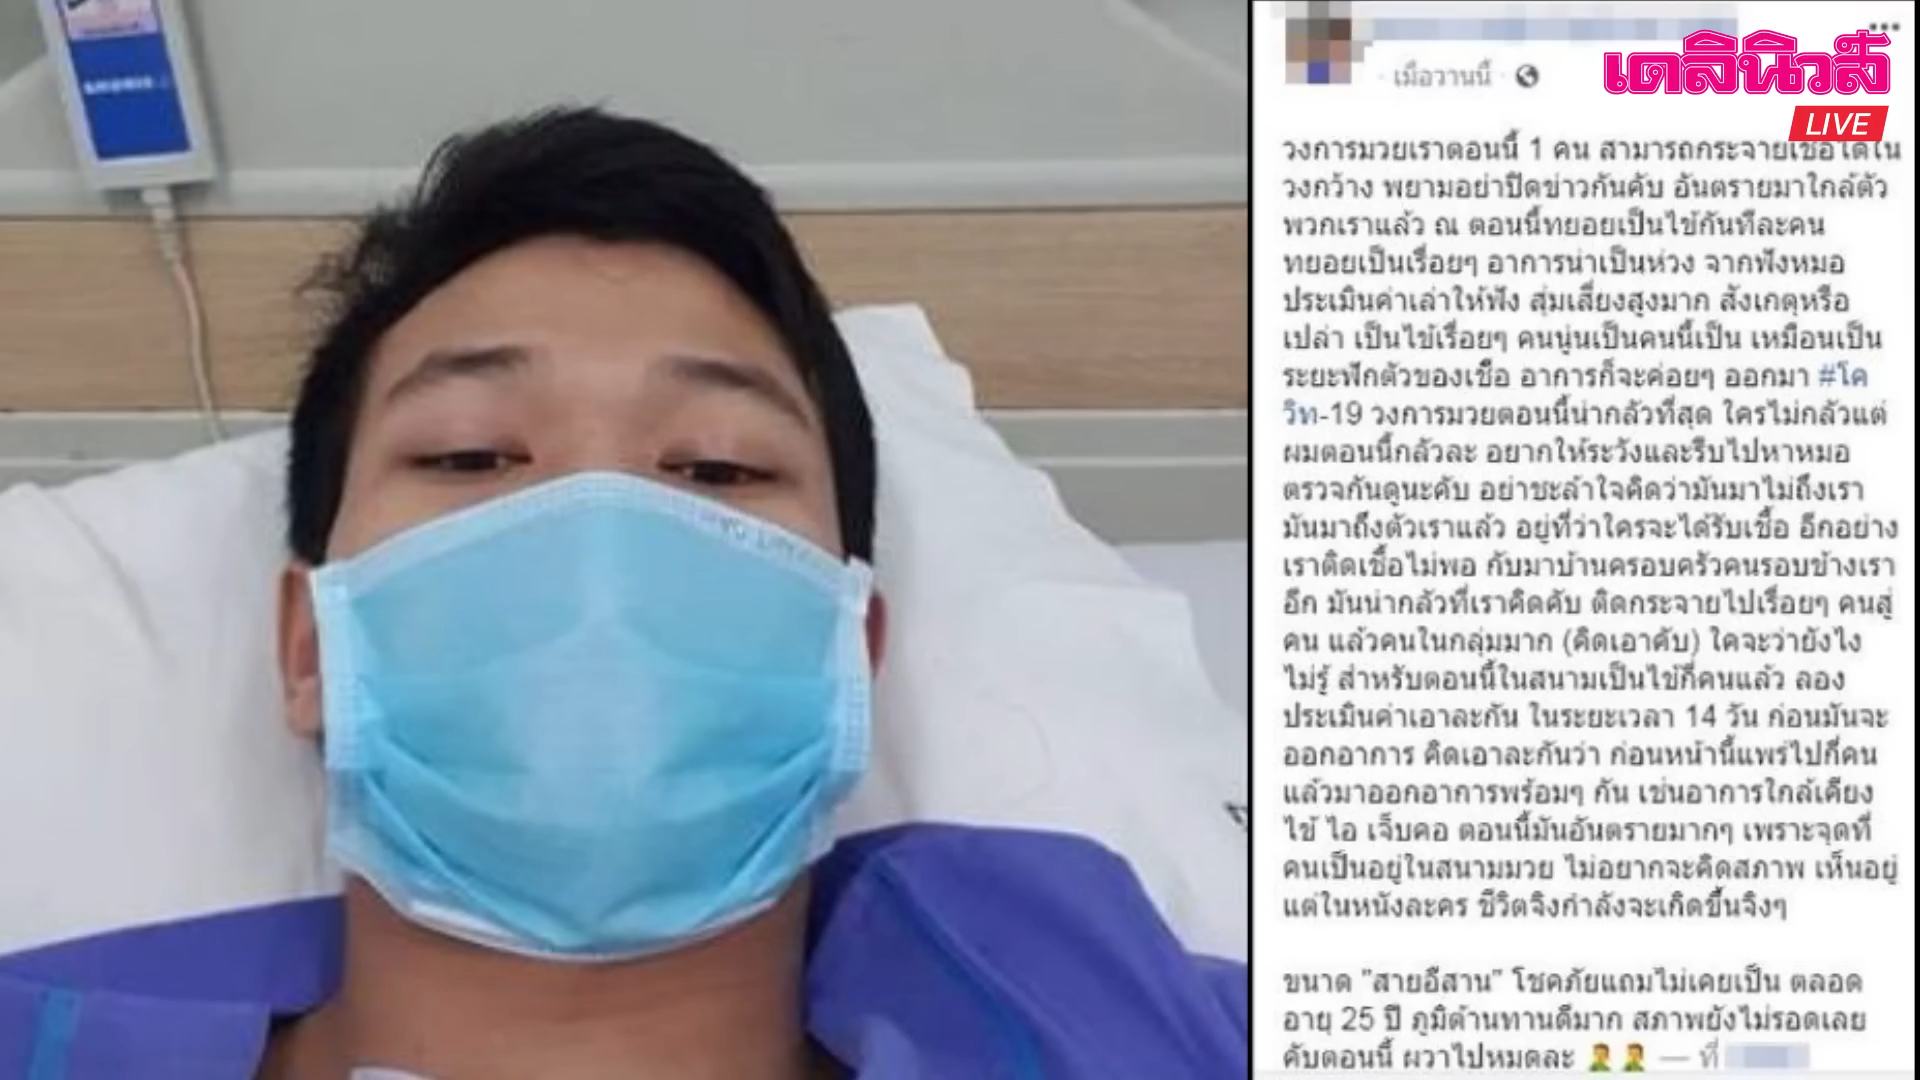 เดลินิวส์
LIVE
เมื่อวานนี้
วงการมวยเราตอนนี้ 1 คน สามารถกระจายเชื้อได้ใน
วงกว้าง พยามอย่าปิดข่าวกันคับ อันตรายมาใกล้ตัว
พวกเราแล้ว ณ ตอนนี้ทยอยเป็นไข้กันทีละคน
ทยอยเป็นเรื่อยๆ อาการน่าเป็นห่วง จากฟังหมอ
ประเมินค่าเล่าให้ฟัง สุ่มเสี่ยงสูงมาก สังเกตุหรือ
เปล่า เป็นไข้เรื่อยๆ คนนู่นเป็นคนนี้เป็น เหมือนเป็น
ระยะฟักตัวของเชื้อ อาการก็จะค่อยๆ ออกมา #โค
วิท-19 วงการมวยตอนนี้น่ากลัวที่สุด ใครไม่กลัวแต่
ผมตอนนี้กลัวละ อยากให้ระวังและรีบไปหาหมอ
ตรวจกันดูนะคับ อย่าชะล่าใจคิดว่ามันมาไม่ถึงเรา
มันมาถึงตัวเราแล้ว อยู่ที่ว่าใครจะได้รับเชื้อ อีกอย่าง
เราติดเชื้อไม่พอ กับมาบ้านครอบครัวคนรอบข้างเรา
อีก มันน่ากลัวที่เราคิดคับ ติดกระจายไปเรื่อยๆ คนสู่
คน แล้วคนในกลุ่มมาก (คิดเอาคับ) ใคจะว่ายังไง
ไม่รู้ สำหรับตอนนี้ในสนามเป็นไข้กี่คนแล้ว ลอง
ประเมินค่าเอาละกัน ในระยะเวลา 14 วัน ก่อนมันจะ
ออกอาการ คิดเอาละกันว่า ก่อนหน้านี้แพร่ไปกี่คน
แล้วมาออกอาการพร้อมๆ กัน เช่นอาการใกล้เคียง
ไข้ ไอ เจ็บคอ ตอนนี้มันอันตรายมากๆ เพราะจุดที่
คนเป็นอยู่ในสนามมวย ไม่อยากจะคิดสภาพ เห็นอยู่
แต่ในหนังละคร ชีวิตจิงกำลังจะเกิดขึ้นจิงๆ
ขนาด "สายอีสาน" โชคภัยแถมไม่เคยเป็น ตลอด
อายุ 25 ปี ภูมิต้านทานดีมาก สภาพยังไม่รอดเลย
คับตอนนี้ ผวาไปหมดละ 🤦‍♂️🤦‍♂️ — ที่